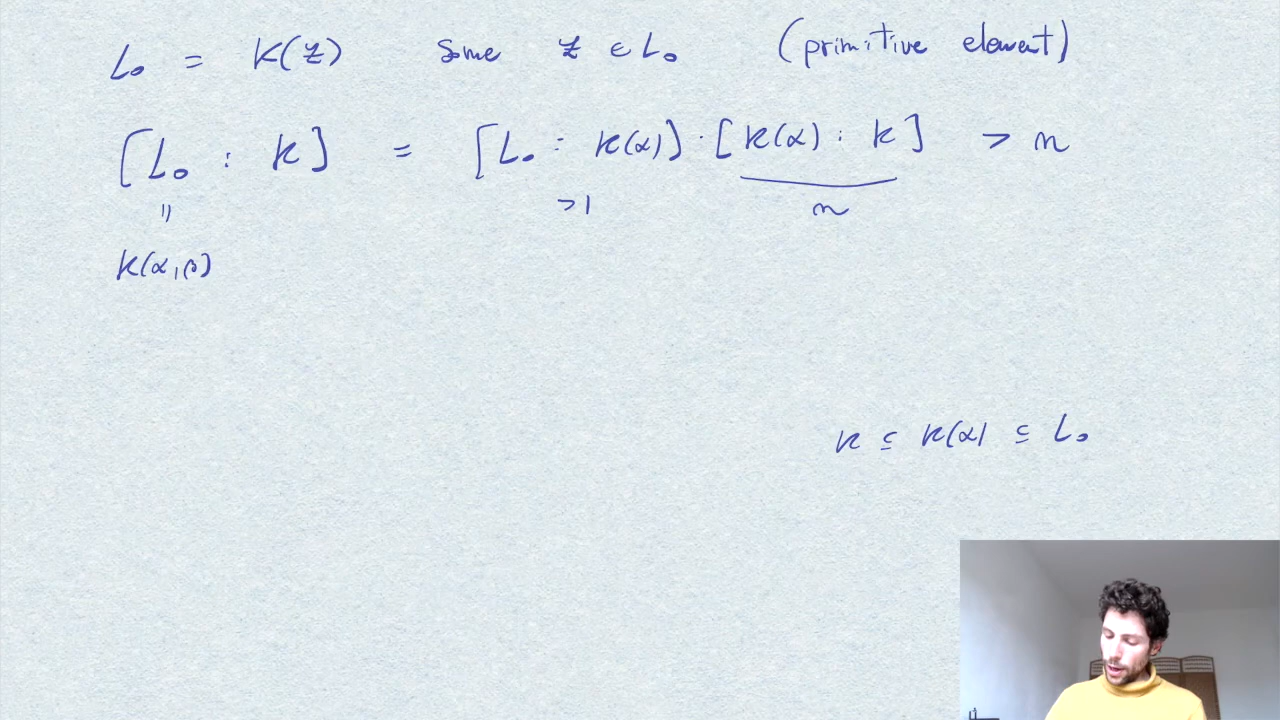 L₀ = K(z) some z ∈ L₀ (primitive element)
[L₀ : K] = [L₀ : K(α)] · [K(α) : K] > n
" >1 n
K(α,β)
K ⊆ K(α) ⊆ L₀